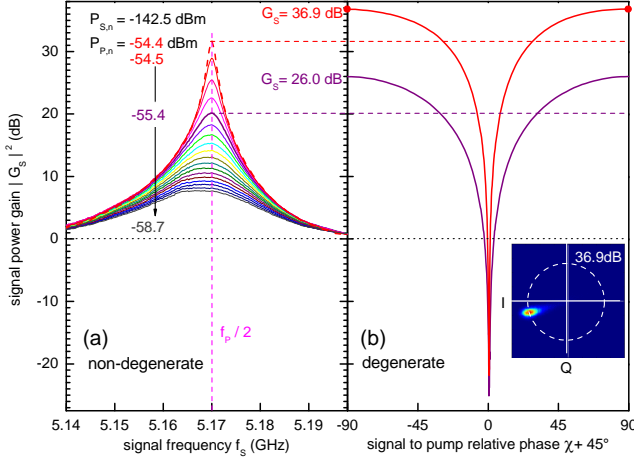 P_S,n = -142.5 dBm
P_P,n = -54.4 dBm
-54.5
-55.4
-58.7
G_S = 36.9 dB
G_S = 26.0 dB
signal power gain | G_S |² (dB)
30
20
10
0
-10
-20
(a)
non-degenerate
f_P / 2
(b)
degenerate
36.9dB
I
Q
5.14 5.15 5.16 5.17 5.18 5.19
-90 -45 0 45 90
signal frequency f_S (GHz)
signal to pump relative phase χ + 45°